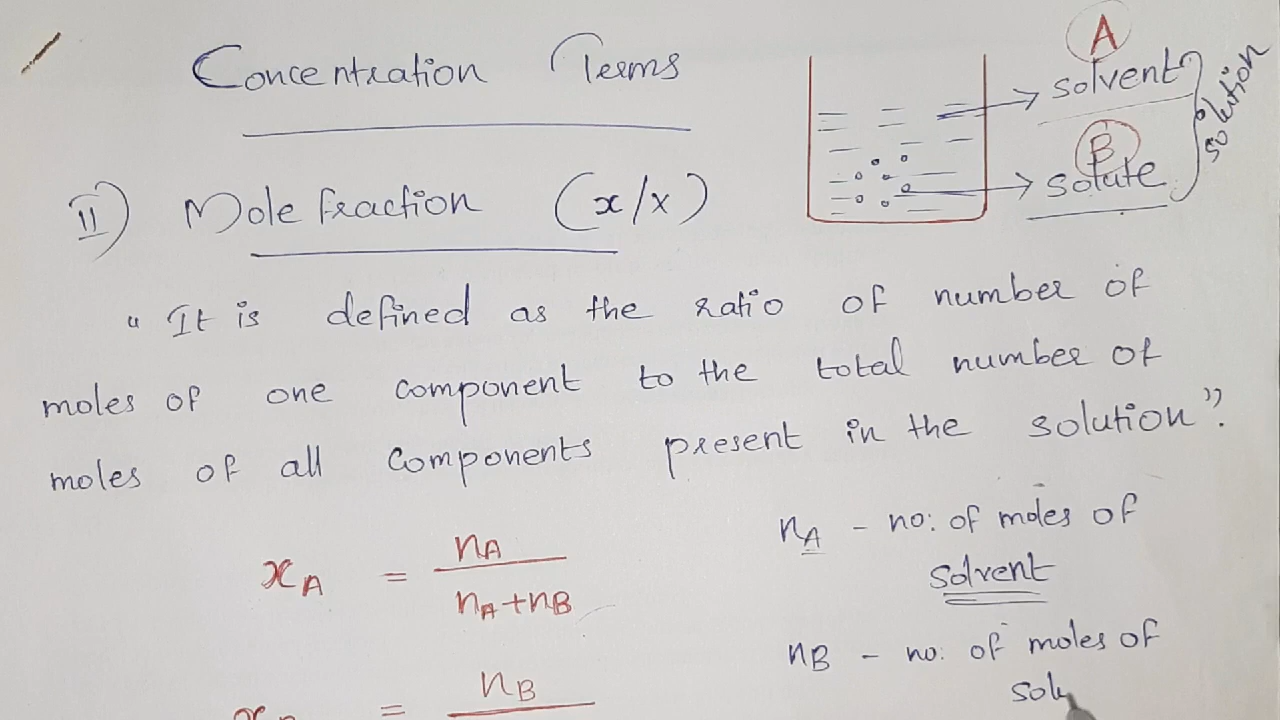 Concentration Terms
A
solvent
B
solute
solution
II) Mole fraction (x/x)
" It is defined as the ratio of number of
moles of one component to the total number of
moles of all components present in the solution".
xA = nA
nA+nB
nA - no: of moles of
solvent
nB - no: of moles of
solu
= nB